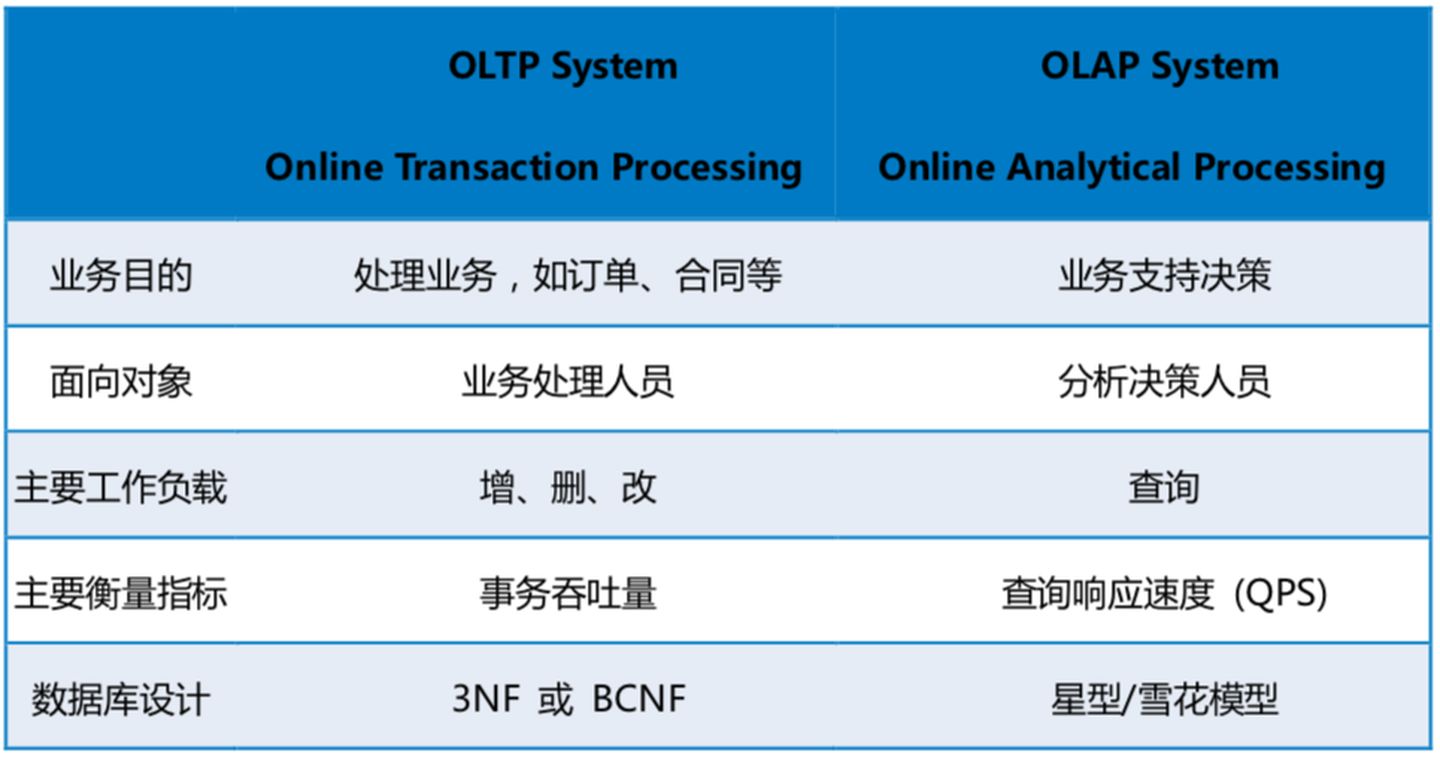 OLTP System OLAP System
Online Transaction Processing Online Analytical Processing
业务目的 处理业务，如订单、合同等 业务支持决策
面向对象 业务处理人员 分析决策人员
主要工作负载 增、删、改 查询
主要衡量指标 事务吞吐量 查询响应速度 (QPS)
数据库设计 3NF 或 BCNF 星型/雪花模型